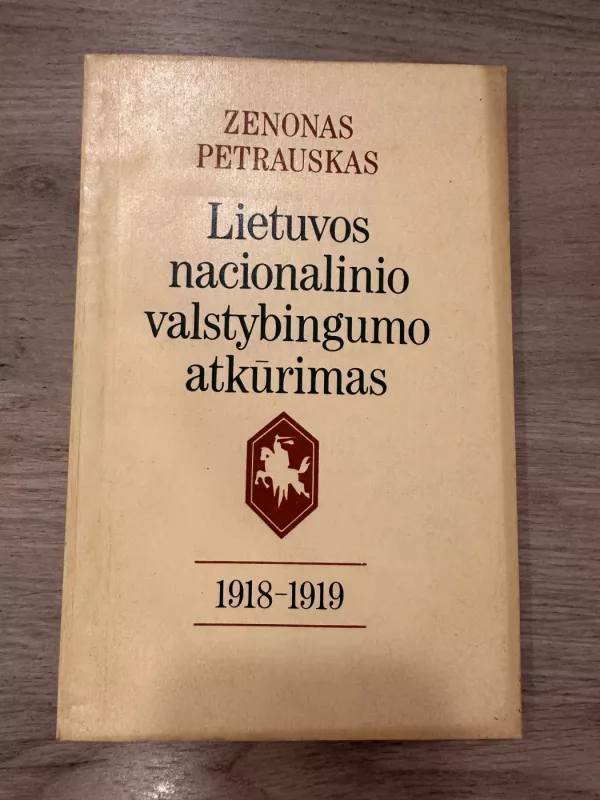 ZENONAS
PETRAUSKAS
Lietuvos
nacionalinio
valstybingumo
atkūrimas
1918-1919